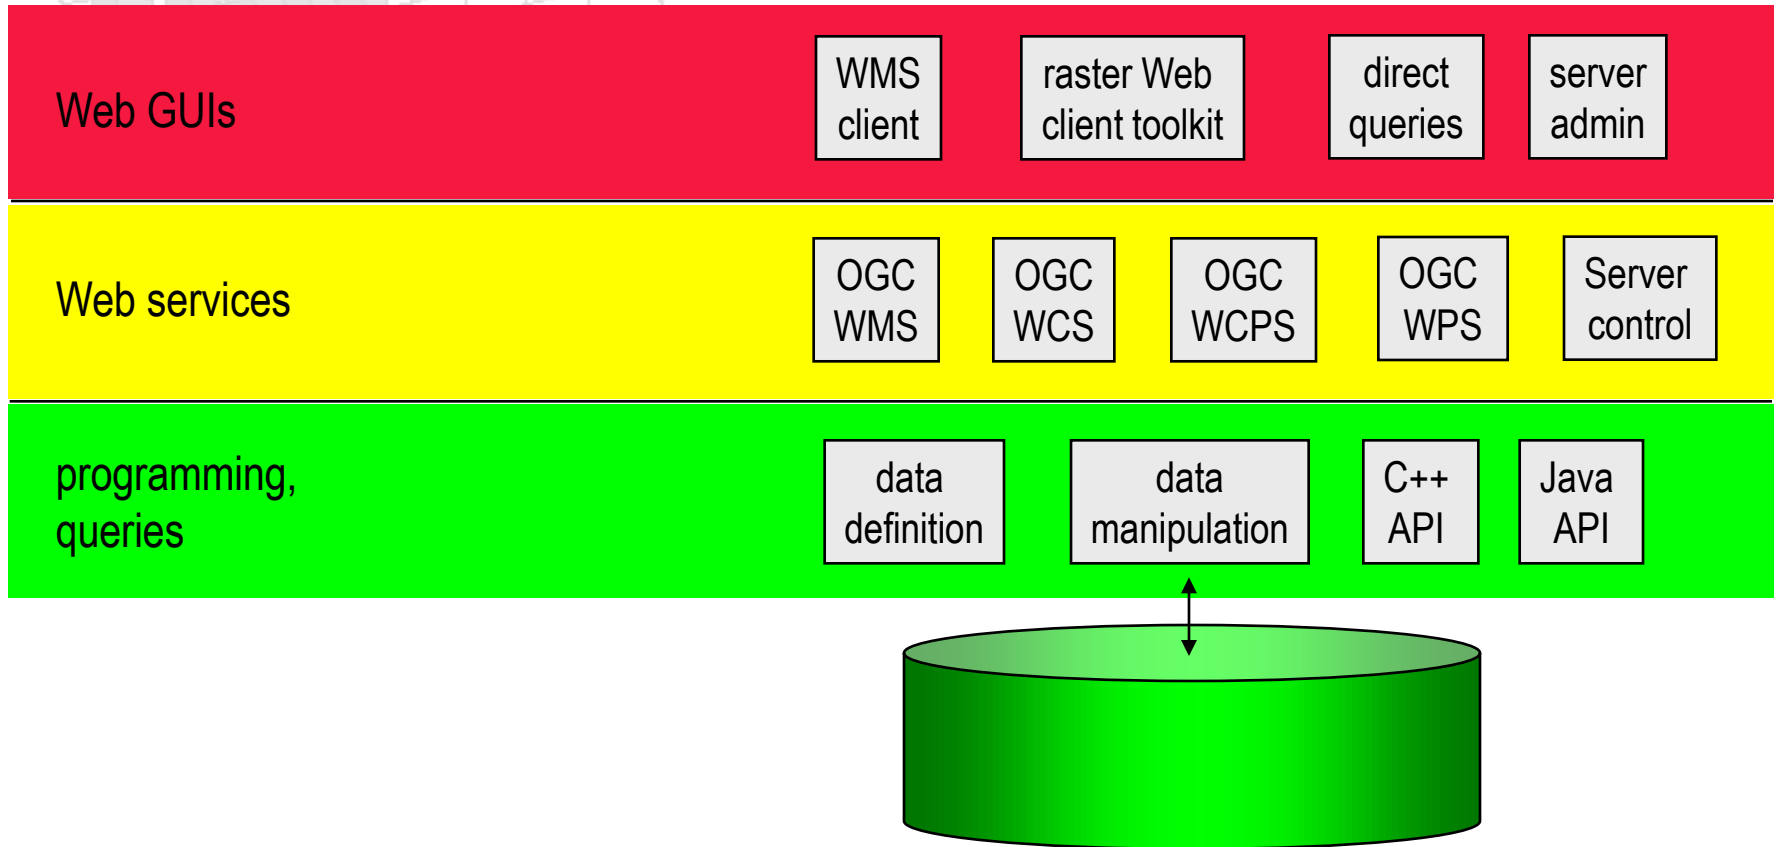 Web GUIs
WMS
client
raster Web
client toolkit
direct
queries
server
admin
Web services
OGC
WMS
OGC
WCS
OGC
WCPS
OGC
WPS
Server
control
programming,
queries
data
definition
data
manipulation
C++
API
Java
API